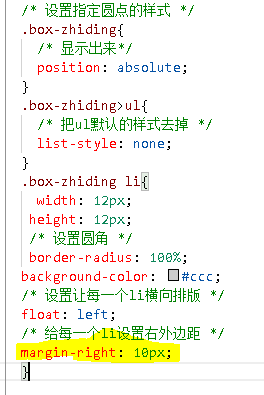 /* 设置指定圆点的样式 */
.box-zhiding{
/* 显示出来*/
position: absolute;
}
.box-zhiding>ul{
/* 把ul默认的样式去掉 */
list-style: none;
}
.box-zhiding li{
width: 12px;
height: 12px;
/* 设置圆角 */
border-radius: 100%;
background-color: #ccc;
/* 设置让每一个li横向排版 */
float: left;
/* 给每一个li设置右外边距 */
margin-right: 10px;
}